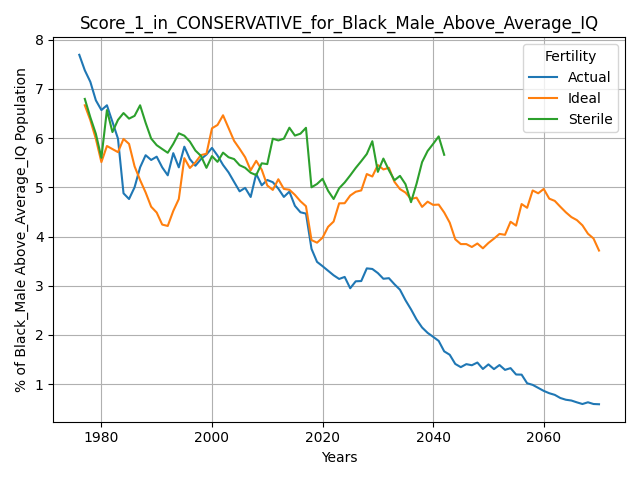 Score_1_in_CONSERVATIVE_for_Black_Male_Above_Average_IQ
8
7
6
5
4
3
2
1
% of Black_Male Above_Average_IQ Population
Fertility
Actual
Ideal
Sterile
1980
2000
2020
2040
2060
Years